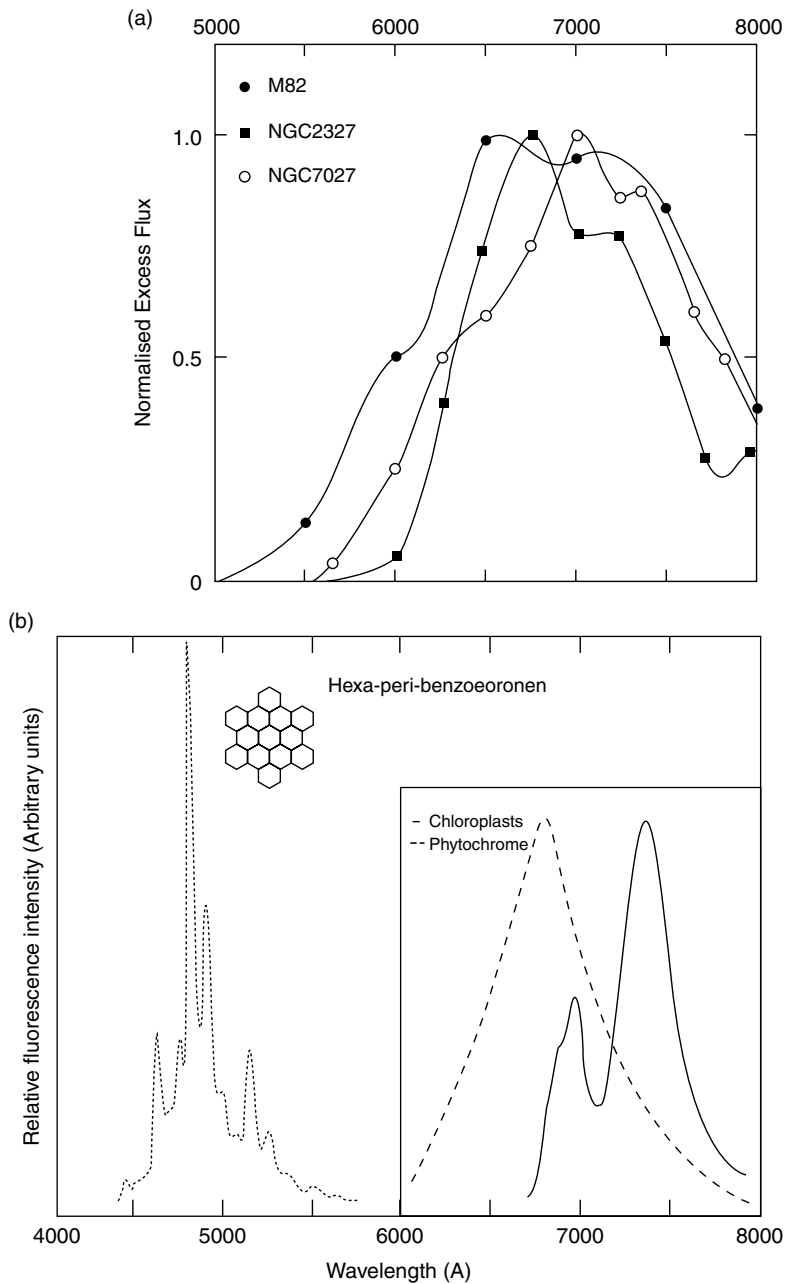 (a)
5000 6000 7000 8000
M82
NGC2327
NGC7027
1.0
0.5
0
Normalised Excess Flux
(b)
Hexa-peri-benzoeoronen
Chloroplasts
Phytochrome
Relative fluorescence intensity (Arbitrary units)
4000 5000 6000 7000 8000
Wavelength (A)